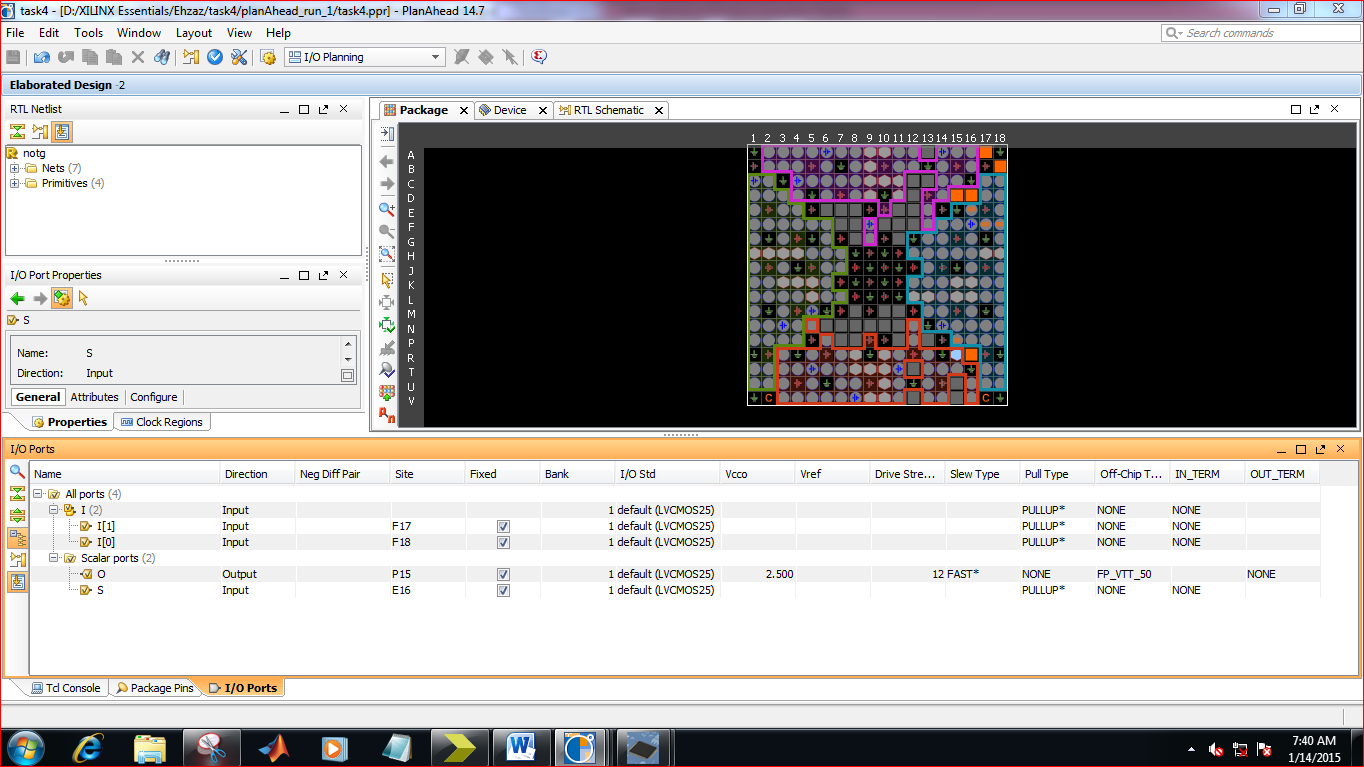 task4 - [D:/XILINX Essentials/Ehzaz/task4/planAhead_run_1/task4.ppr] - PlanAhead 14.7
File Edit Tools Window Layout View Help
Search commands
I/O Planning
Elaborated Design -2
RTL Netlist
notg
Nets (7)
Primitives (4)
I/O Port Properties
S
Name: S
Direction: Input
General Attributes Configure
Properties Clock Regions
Package Device RTL Schematic
1 2 3 4 5 6 7 8 9 10 11 12 13 14 15 16 17 18
A
B
C
D
E
F
G
H
J
K
L
M
N
P
R
T
U
V
C C
I/O Ports
Name Direction Neg Diff Pair Site Fixed Bank I/O Std Vcco Vref Drive Stre... Slew Type Pull Type Off-Chip T... IN_TERM OUT_TERM
All ports (4)
I (2) Input 1 default (LVCMOS25) PULLUP* NONE NONE
I[1] Input F17 1 default (LVCMOS25) PULLUP* NONE NONE
I[0] Input F18 1 default (LVCMOS25) PULLUP* NONE NONE
Scalar ports (2)
O Output P15 1 default (LVCMOS25) 2.500 12 FAST* NONE FP_VTT_50 NONE
S Input E16 1 default (LVCMOS25) PULLUP* NONE NONE
Tcl Console Package Pins I/O Ports
7:40 AM
1/14/2015